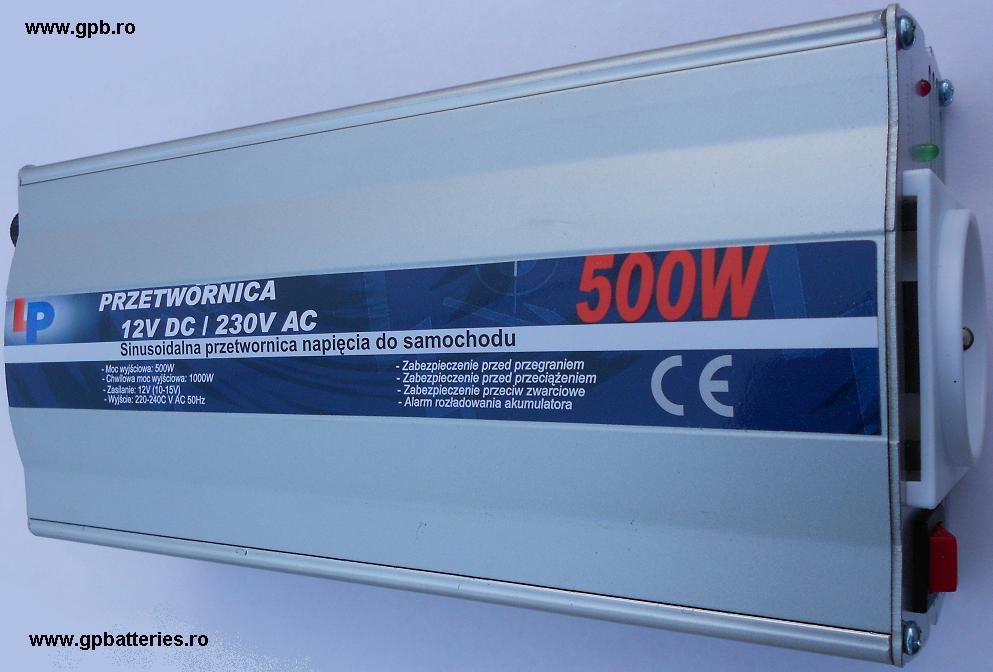 www.gpb.ro
LP
PRZETWORNICA
12V DC / 230V AC
500W
Sinusoidalna przetwornica napięcia do samochodu
- Moc wyjściowa: 500W
- Chwilowa moc wyjściowa: 1000W
- Zasilanie: 12V (10-15V)
- Wyjście: 220-240C V AC 50Hz
- Zabezpieczenie przed przegraniem
- Zabezpieczenie przed przeciążeniem
- Zabezpieczenie przeciw zwarciowe
- Alarm rozładowania akumulatora
CE
www.gpbatteries.ro